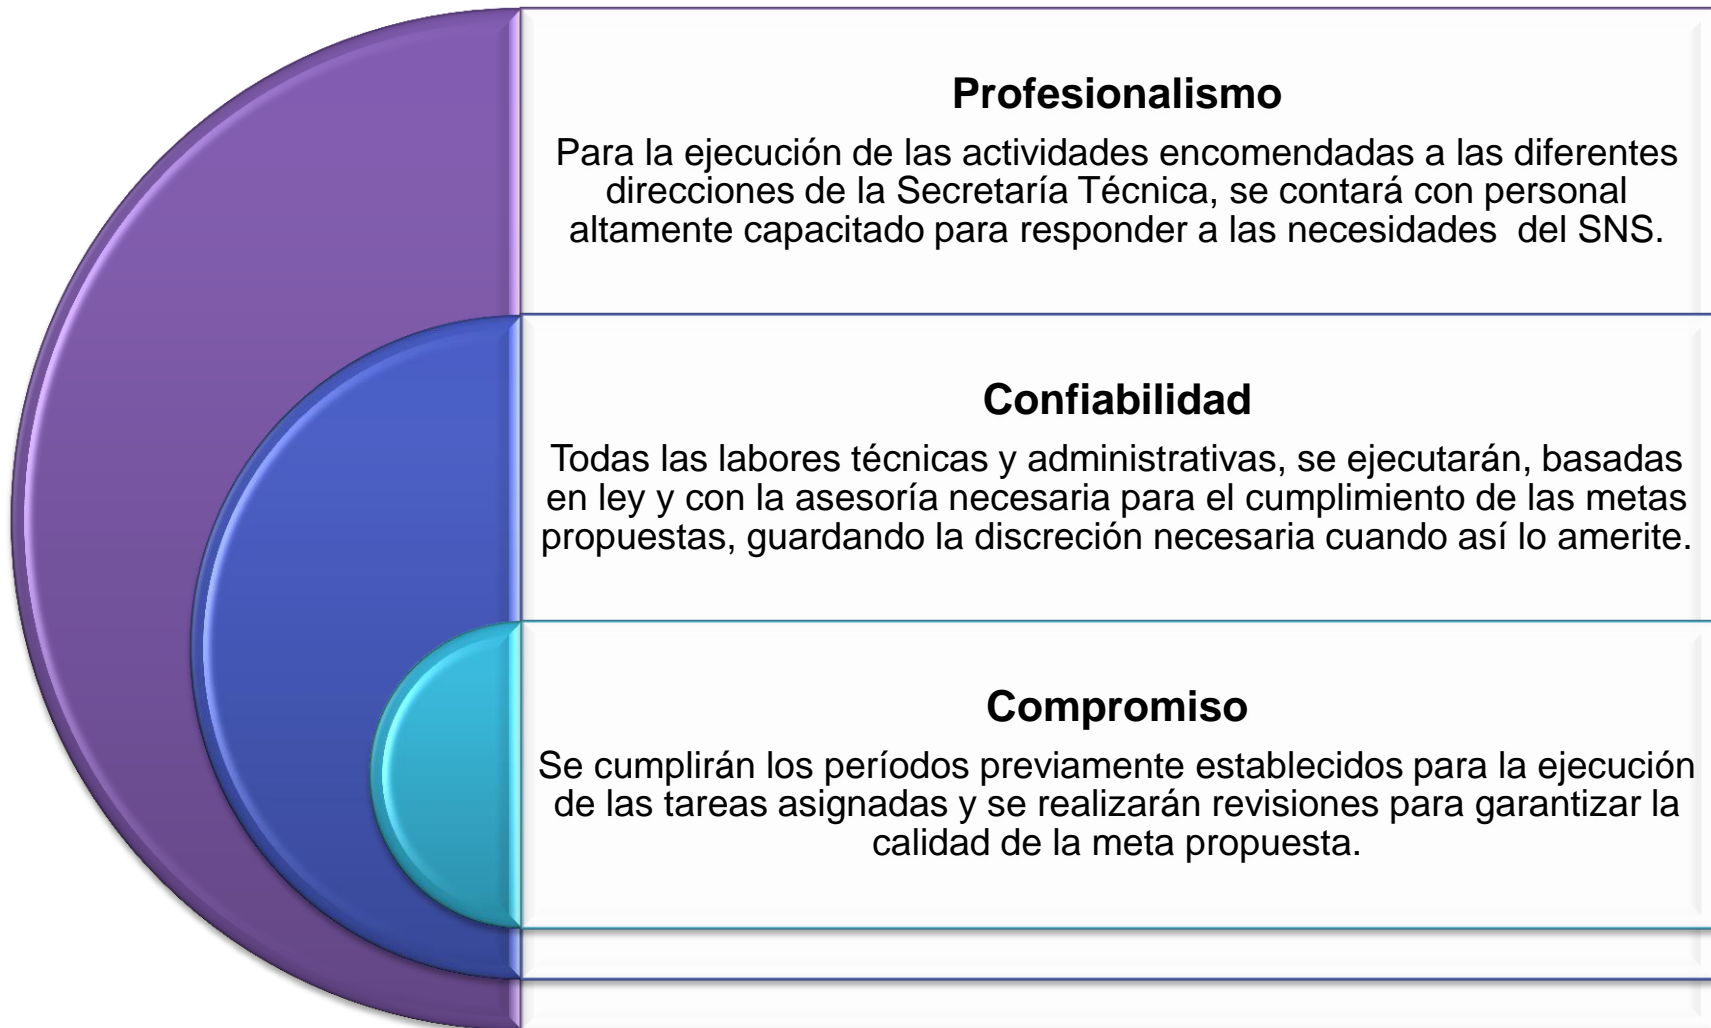 Profesionalismo
Para la ejecución de las actividades encomendadas a las diferentes
direcciones de la Secretaría Técnica, se contará con personal
altamente capacitado para responder a las necesidades  del SNS.
Confiabilidad
Todas las labores técnicas y administrativas, se ejecutarán, basadas
en ley y con la asesoría necesaria para el cumplimiento de las metas
propuestas, guardando la discreción necesaria cuando así lo amerite.
Compromiso
Se cumplirán los períodos previamente establecidos para la ejecución
de las tareas asignadas y se realizarán revisiones para garantizar la
calidad de la meta propuesta.